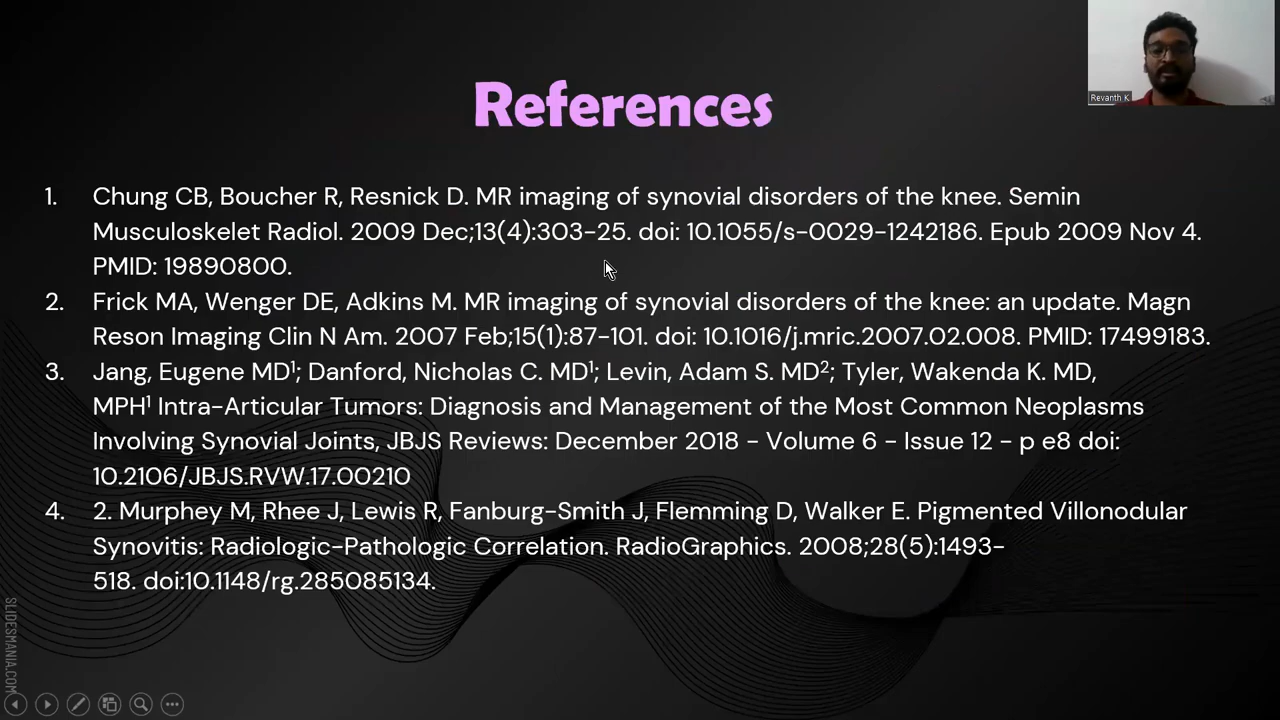 Revanth K
References
1. Chung CB, Boucher R, Resnick D. MR imaging of synovial disorders of the knee. Semin
Musculoskelet Radiol. 2009 Dec;13(4):303-25. doi: 10.1055/s-0029-1242186. Epub 2009 Nov 4.
PMID: 19890800.
2. Frick MA, Wenger DE, Adkins M. MR imaging of synovial disorders of the knee: an update. Magn
Reson Imaging Clin N Am. 2007 Feb;15(1):87-101. doi: 10.1016/j.mric.2007.02.008. PMID: 17499183.
3. Jang, Eugene MD¹; Danford, Nicholas C. MD¹; Levin, Adam S. MD²; Tyler, Wakenda K. MD,
MPH¹ Intra-Articular Tumors: Diagnosis and Management of the Most Common Neoplasms
Involving Synovial Joints, JBJS Reviews: December 2018 - Volume 6 - Issue 12 - p e8 doi:
10.2106/JBJS.RVW.17.00210
4. 2. Murphey M, Rhee J, Lewis R, Fanburg-Smith J, Flemming D, Walker E. Pigmented Villonodular
Synovitis: Radiologic-Pathologic Correlation. RadioGraphics. 2008;28(5):1493-
518. doi:10.1148/rg.285085134.
SLIDESMANIA.COM